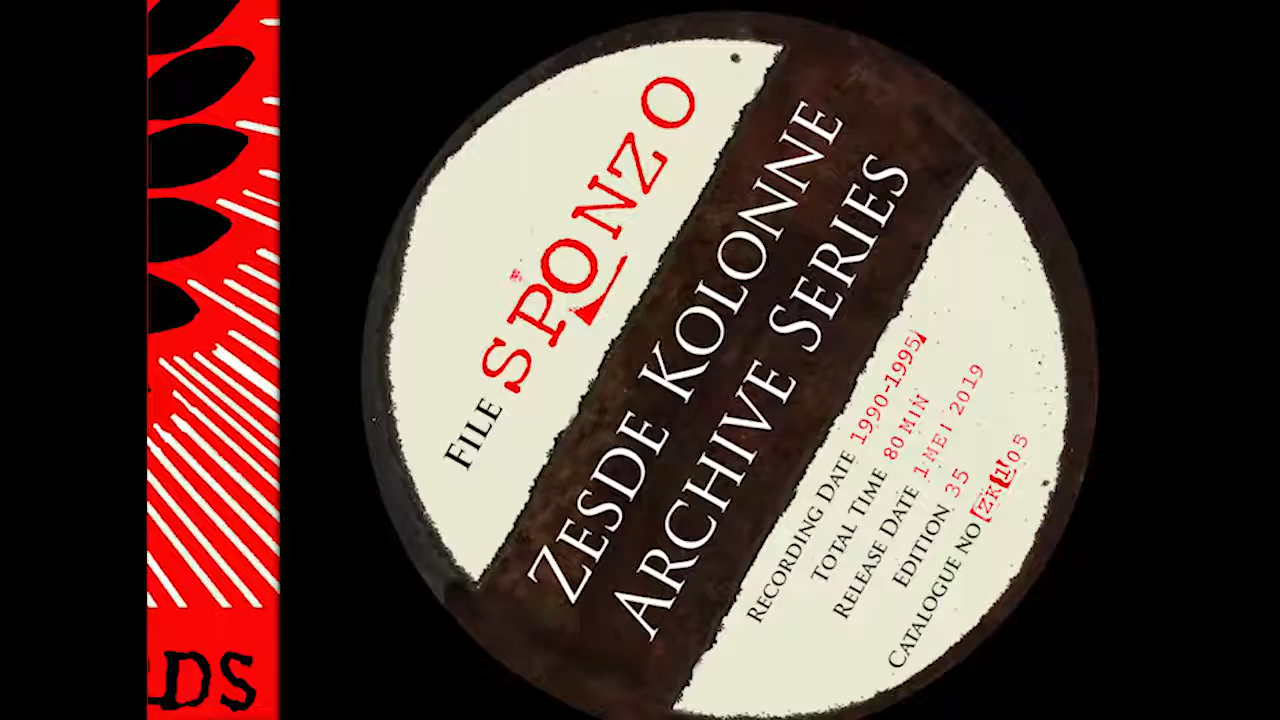 FILE SPONZO
ZESDE KOLONNE
ARCHIVE SERIES
RECORDING DATE 1990-1995
TOTAL TIME 80 MIN
RELEASE DATE 1 MEI 2019
EDITION 35
CATALOGUE NO ZK1105
DS